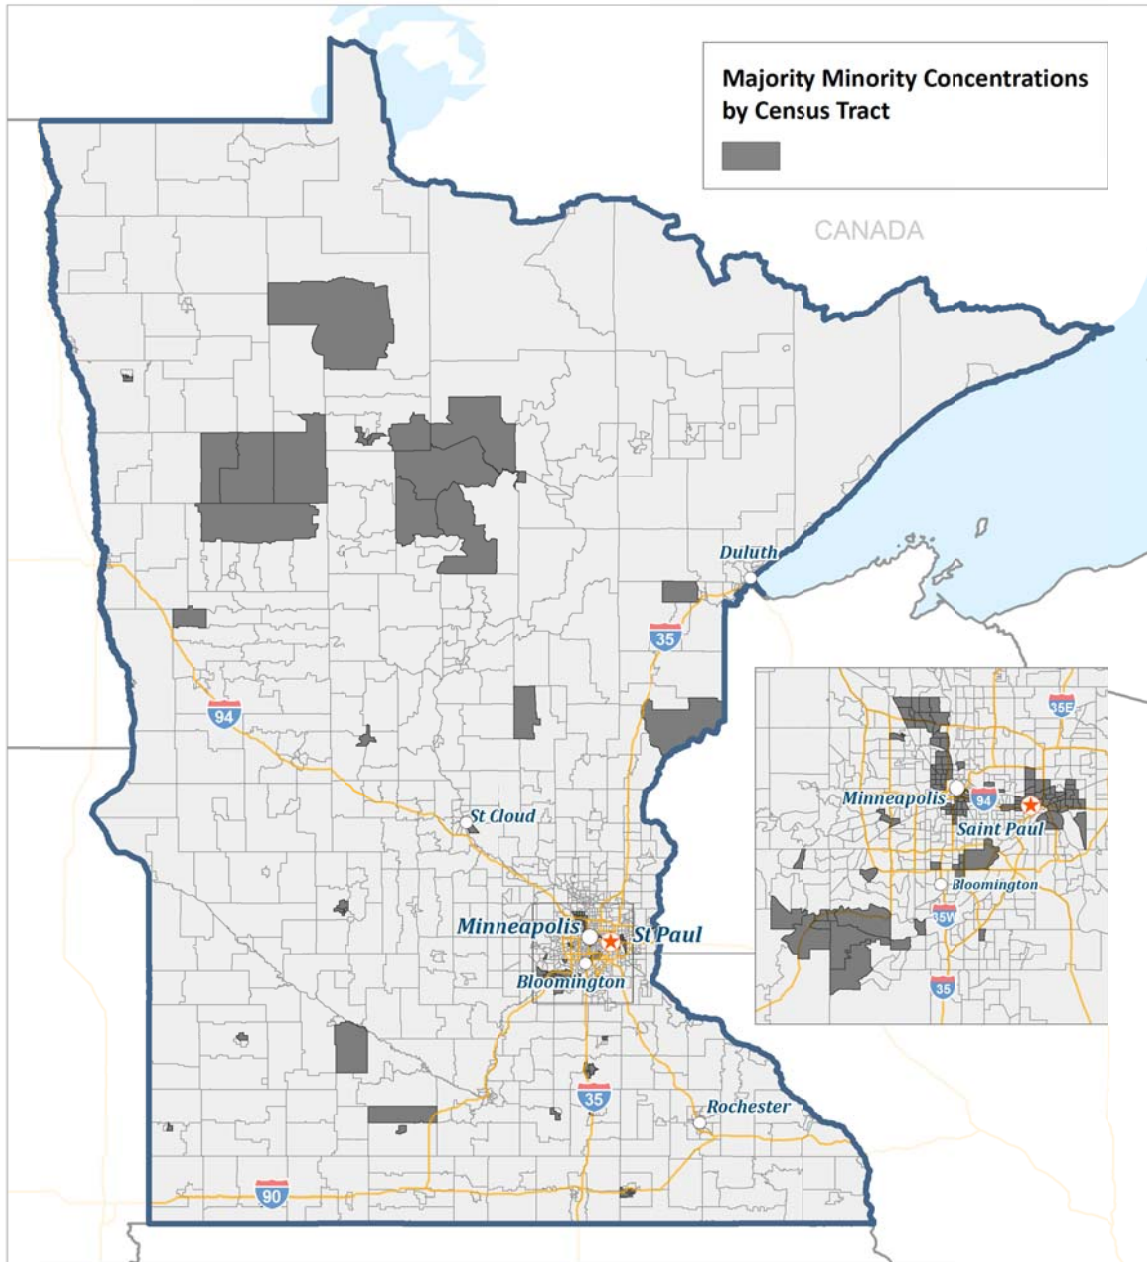 Majority Minority Concentrations
by Census Tract
CANADA
Duluth
35
94
St Cloud
35E
Minneapolis
94
Saint Paul
Bloomington
35W
35
Minneapolis
St Paul
Bloomington
35
Rochester
90